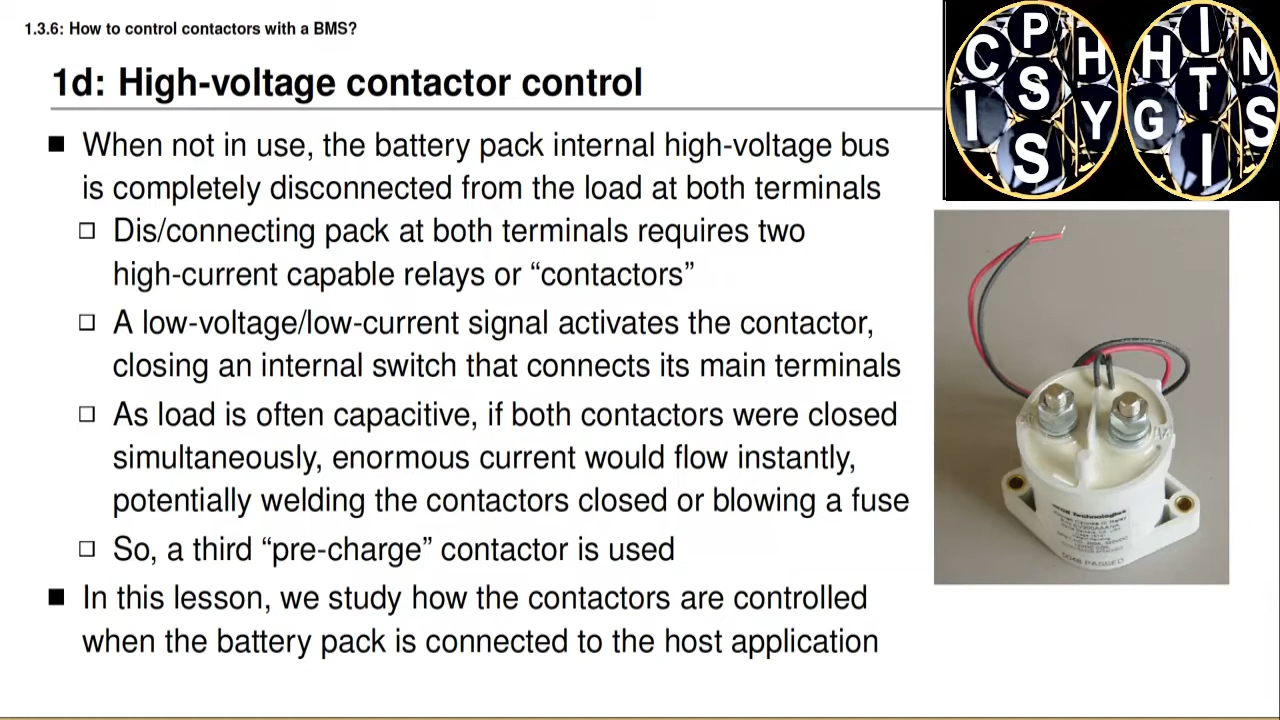 1.3.6: How to control contactors with a BMS?
1d: High-voltage contactor control
When not in use, the battery pack internal high-voltage bus
is completely disconnected from the load at both terminals
Dis/connecting pack at both terminals requires two
high-current capable relays or “contactors”
A low-voltage/low-current signal activates the contactor,
closing an internal switch that connects its main terminals
As load is often capacitive, if both contactors were closed
simultaneously, enormous current would flow instantly,
potentially welding the contactors closed or blowing a fuse
So, a third “pre-charge” contactor is used
In this lesson, we study how the contactors are controlled
when the battery pack is connected to the host application
C P H
I S Y
S
H I N
G T S
I
Technologies
PASSED